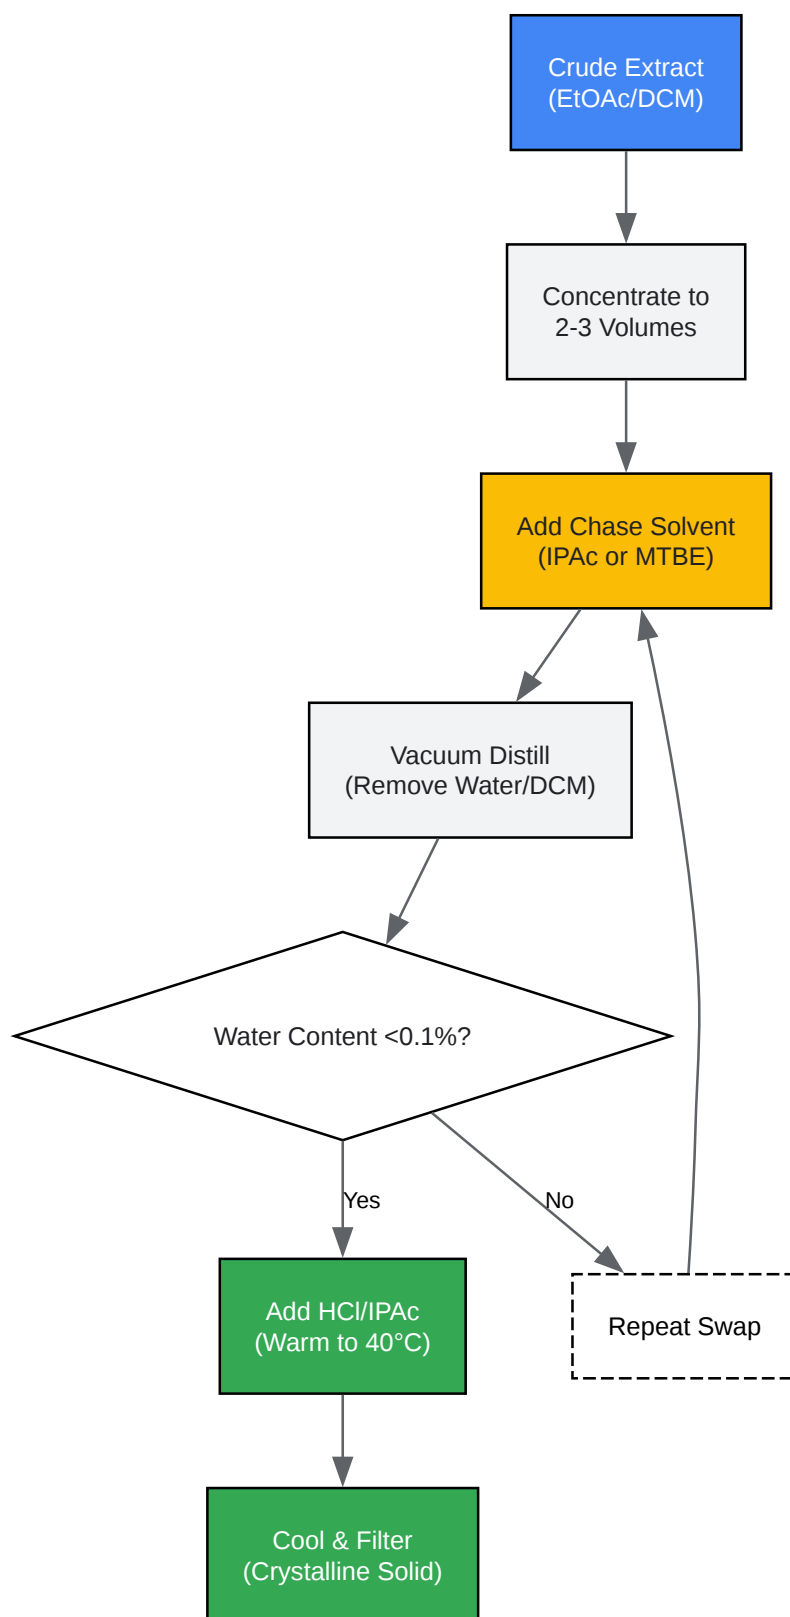 Crude Extract
(EtOAc/DCM)
Concentrate to
2-3 Volumes
Add Chase Solvent
(IPAc or MTBE)
Vacuum Distill
(Remove Water/DCM)
Water Content <0.1%?
Yes
No
Add HCl/IPAc
(Warm to 40°C)
Repeat Swap
Cool & Filter
(Crystalline Solid)